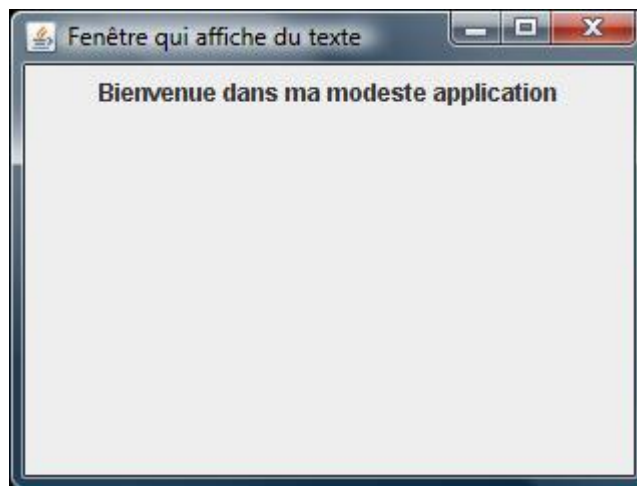 Fenêtre qui affiche du texte
Bienvenue dans ma modeste application